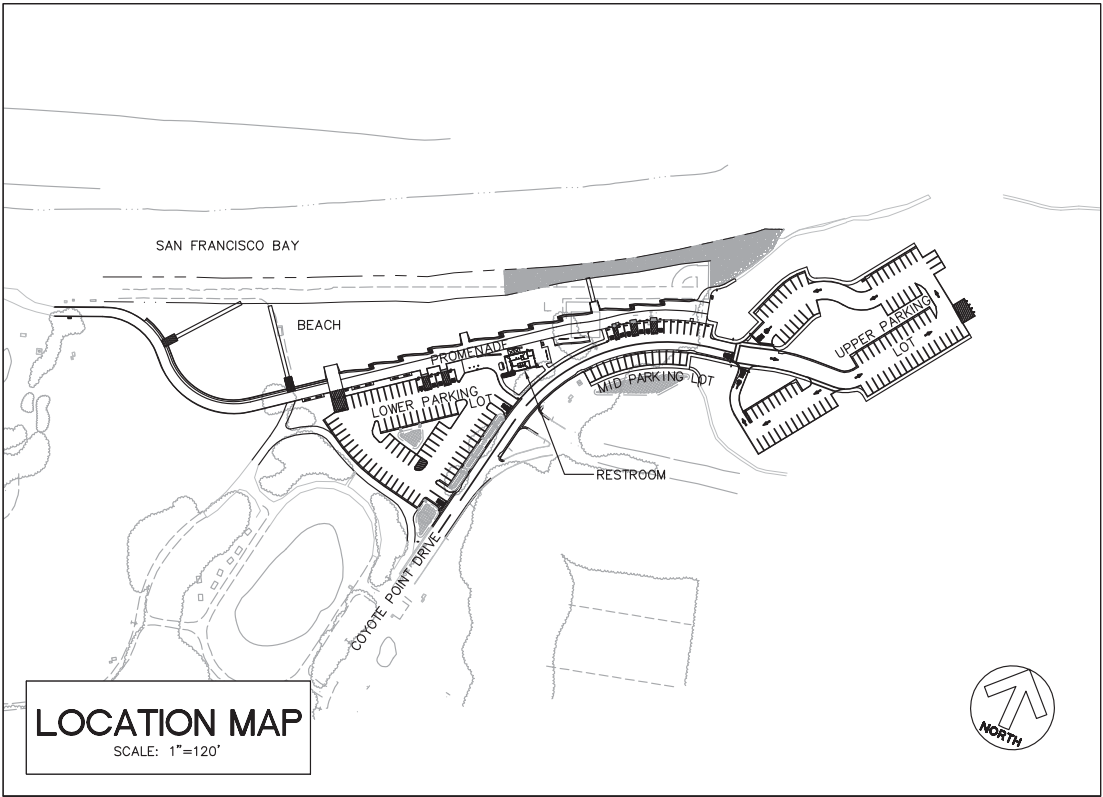 SAN FRANCISCO BAY
BEACH
PROMENADE
UPPER PARKING
LOT
MID PARKING LOT
LOWER PARKING
LOT
RESTROOM
COYOTE POINT DRIVE
LOCATION MAP
SCALE: 1"=120'
NORTH